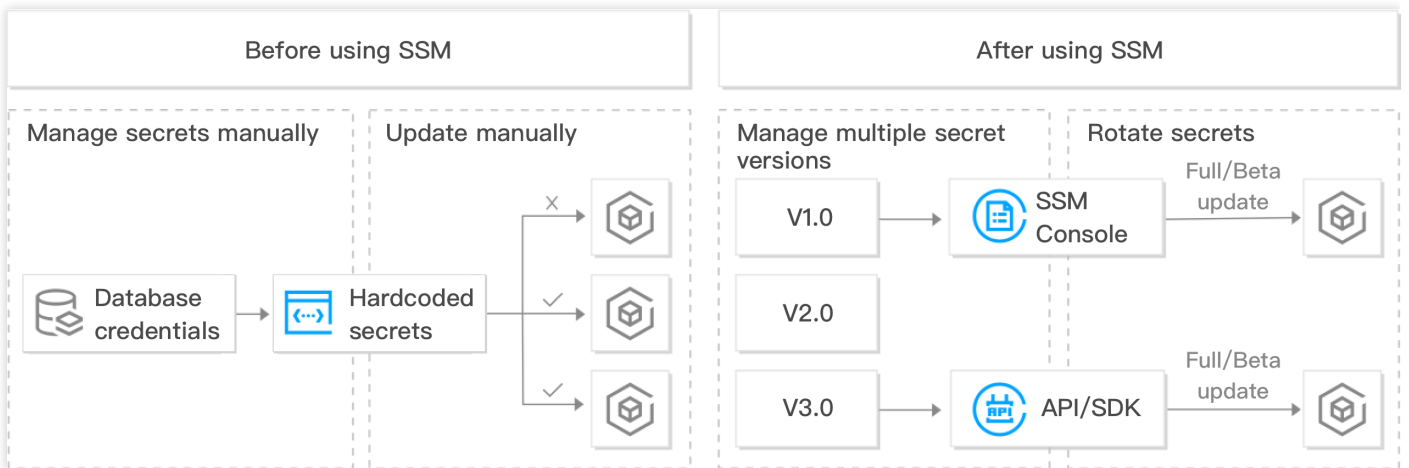 Before using SSM
Manage secrets manually
Update manually
Database
credentials
Hardcoded
secrets
After using SSM
Manage multiple secret
versions
Rotate secrets
V1.0
SSM
Console
Full/Beta
update
V2.0
V3.0
API
API/SDK
Full/Beta
update